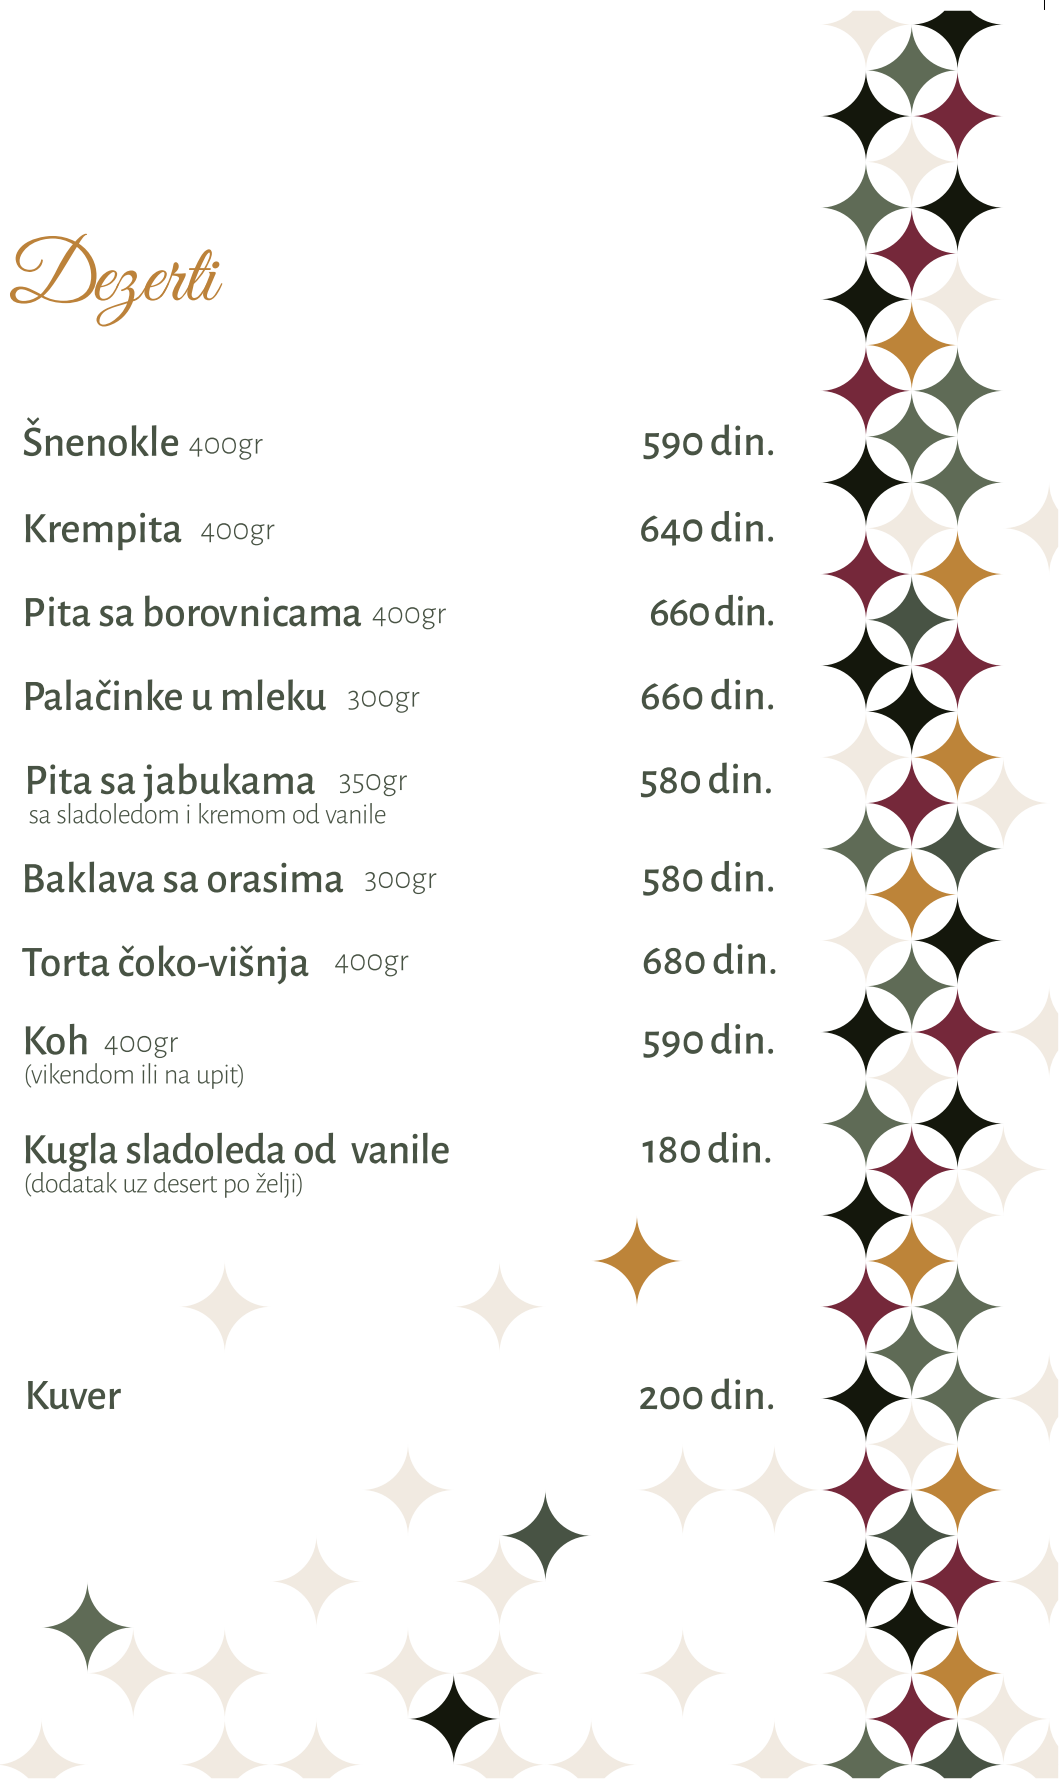 Dezerti
Šnenokle 400gr 590 din.
Krempita 400gr 640 din.
Pita sa borovnicama 400gr 660 din.
Palačinke u mleku 300gr 660 din.
Pita sa jabukama 350gr 580 din.
sa sladoledom i kremom od vanile
Baklava sa orasima 300gr 580 din.
Torta čoko-višnja 400gr 680 din.
Koh 400gr 590 din.
(vikendom ili na upit)
Kugla sladoleda od vanile 180 din.
(dodatak uz desert po želji)
Kuver 200 din.